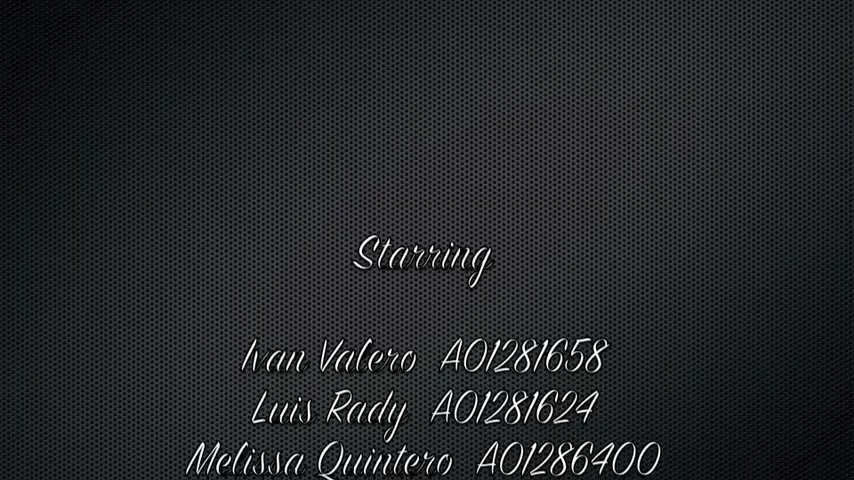 Starring
Ivan Valero A01281658
Luis Rady A01281624
Melissa Quintero A01286400